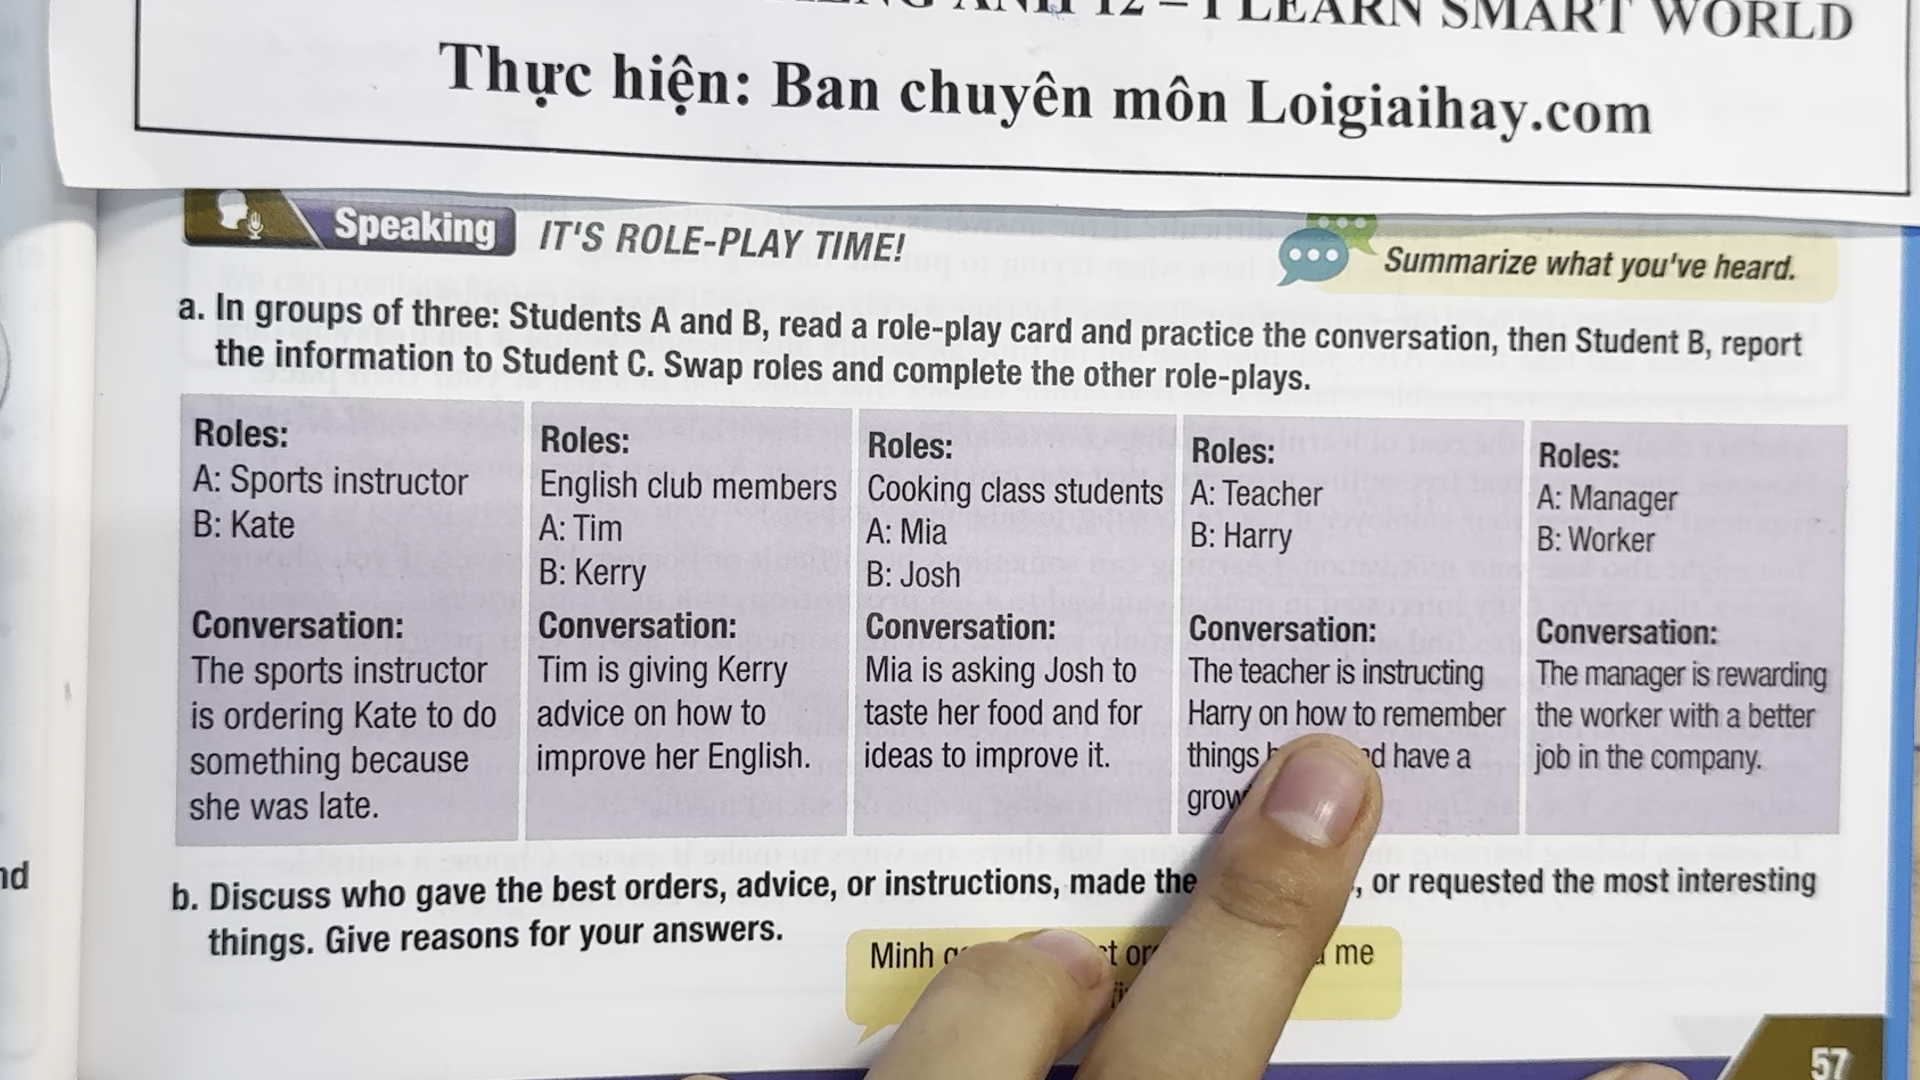 12 – I LEARN SMART WORLD
Thực hiện: Ban chuyên môn Loigiaihay.com
Speaking IT'S ROLE-PLAY TIME!
Summarize what you've heard.
a. In groups of three: Students A and B, read a role-play card and practice the conversation, then Student B, report
the information to Student C. Swap roles and complete the other role-plays.
Roles:
A: Sports instructor
B: Kate
Conversation:
The sports instructor
is ordering Kate to do
something because
she was late.
Roles:
English club members
A: Tim
B: Kerry
Conversation:
Tim is giving Kerry
advice on how to
improve her English.
Roles:
Cooking class students
A: Mia
B: Josh
Conversation:
Mia is asking Josh to
taste her food and for
ideas to improve it.
Roles:
A: Teacher
B: Harry
Conversation:
The teacher is instructing
Harry on how to remember
things have a
Roles:
A: Manager
B: Worker
Conversation:
The manager is rewarding
the worker with a better
job in the company.
b. Discuss who gave the best orders, advice, or instructions, made the , or requested the most interesting
things. Give reasons for your answers.
Minh me
57